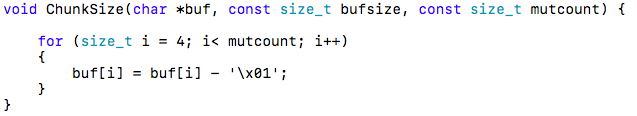 void ChunkSize(char *buf, const size_t bufsize, const size_t mutcount) {
for (size_t i = 4; i< mutcount; i++)
{
buf[i] = buf[i] - '\x01';
}
}